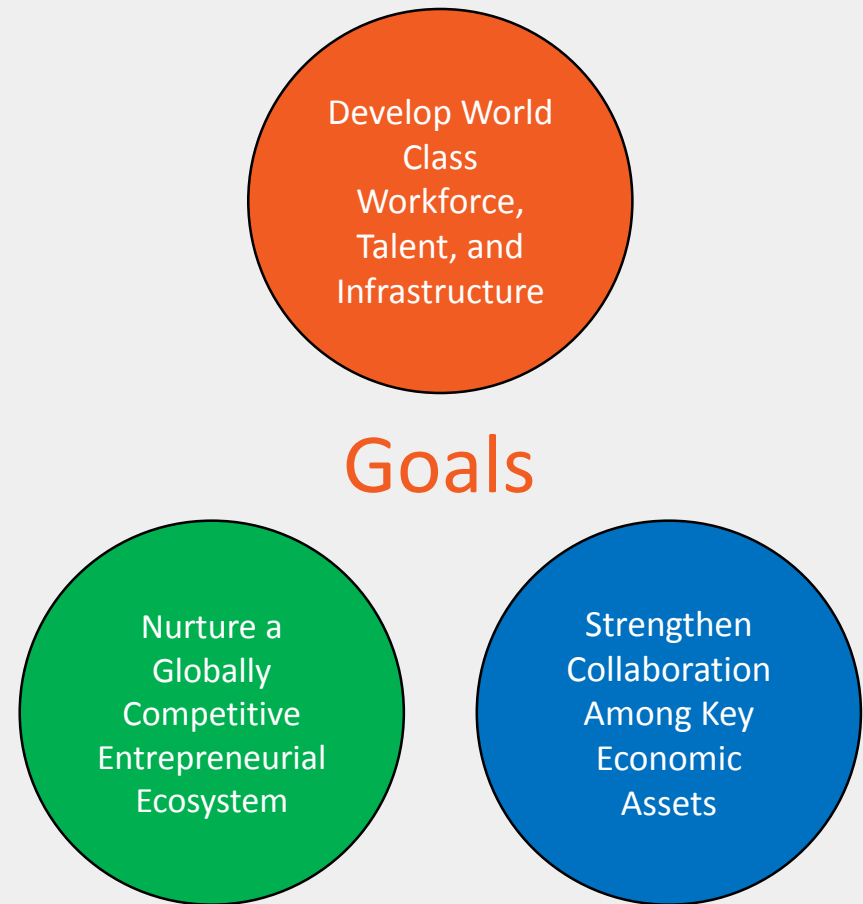 Develop World
Class
Workforce,
Talent, and
Infrastructure
Goals
Nurture a
Globally
Competitive
Entrepreneurial
Ecosystem
Strengthen
Collaboration
Among Key
Economic
Assets